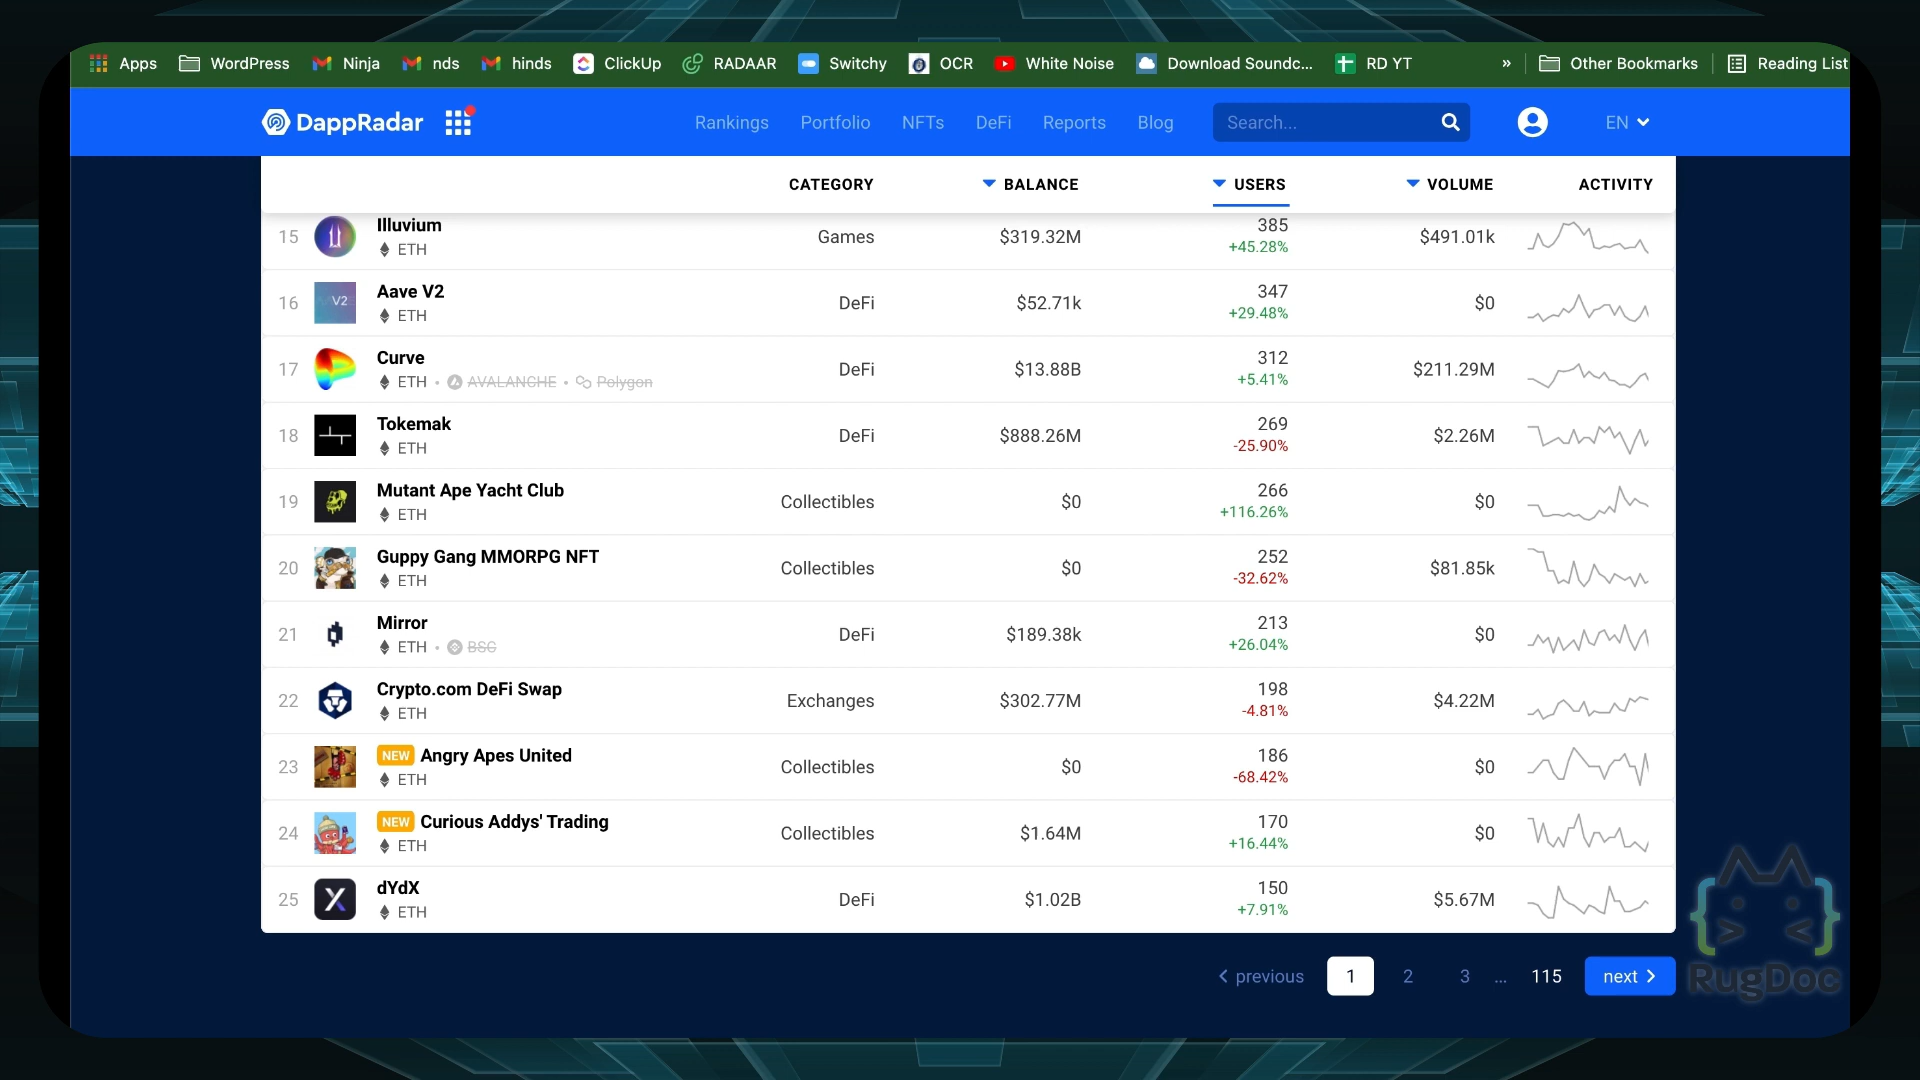 Apps WordPress Ninja nds hinds ClickUp RADAAR Switchy OCR White Noise Download Soundc... RD YT » Other Bookmarks Reading List
DappRadar Rankings Portfolio NFTs DeFi Reports Blog Search... EN
CATEGORY BALANCE USERS VOLUME ACTIVITY
15 Illuvium Games $319.32M 385 $491.01k
ETH +45.28%
16 V2 Aave V2 DeFi $52.71k 347 $0
ETH +29.48%
17 Curve DeFi $13.88B 312 $211.29M
ETH • AVALANCHE • Polygon +5.41%
18 Tokemak DeFi $888.26M 269 $2.26M
ETH -25.90%
19 Mutant Ape Yacht Club Collectibles $0 266 $0
ETH +116.26%
20 Guppy Gang MMORPG NFT Collectibles $0 252 $81.85k
ETH -32.62%
21 Mirror DeFi $189.38k 213 $0
ETH • BSC +26.04%
22 Crypto.com DeFi Swap Exchanges $302.77M 198 $4.22M
ETH -4.81%
23 NEW Angry Apes United Collectibles $0 186 $0
ETH -68.42%
24 NEW Curious Addys' Trading Collectibles $1.64M 170 $0
ETH +16.44%
25 dYdX DeFi $1.02B 150 $5.67M
ETH +7.91%
previous 1 2 3 ... 115 next
RugDoc